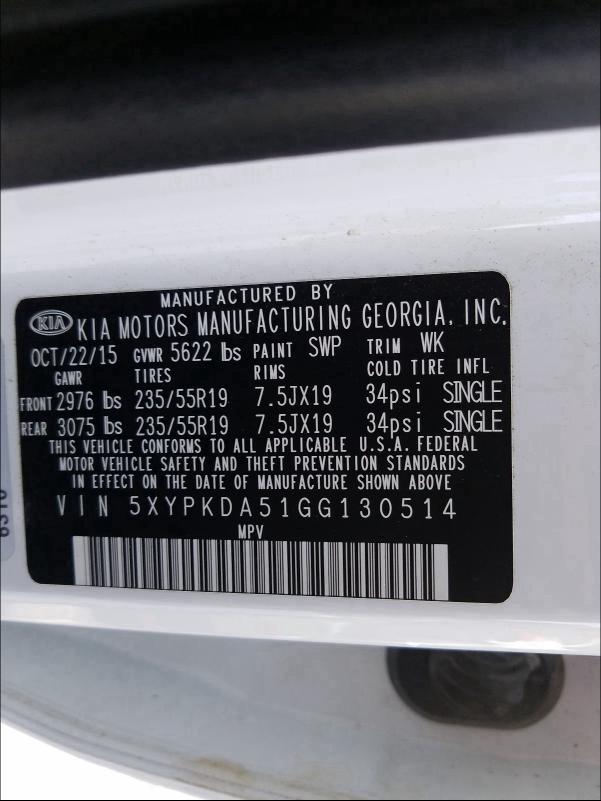 MANUFACTURED BY
KIA KIA MOTORS MANUFACTURING GEORGIA, INC.
OCT/22/15 GVWR 5622 lbs PAINT SWP TRIM WK
GAWR TIRES RIMS COLD TIRE INFL
FRONT 2976 lbs 235/55R19 7.5JX19 34psi SINGLE
REAR 3075 lbs 235/55R19 7.5JX19 34psi SINGLE
THIS VEHICLE CONFORMS TO ALL APPLICABLE U.S.A. FEDERAL
MOTOR VEHICLE SAFETY AND THEFT PREVENTION STANDARDS
IN EFFECT ON THE DATE OF MANUFACTURE SHOWN ABOVE
VIN 5XYPKDA51GG130514
MPV